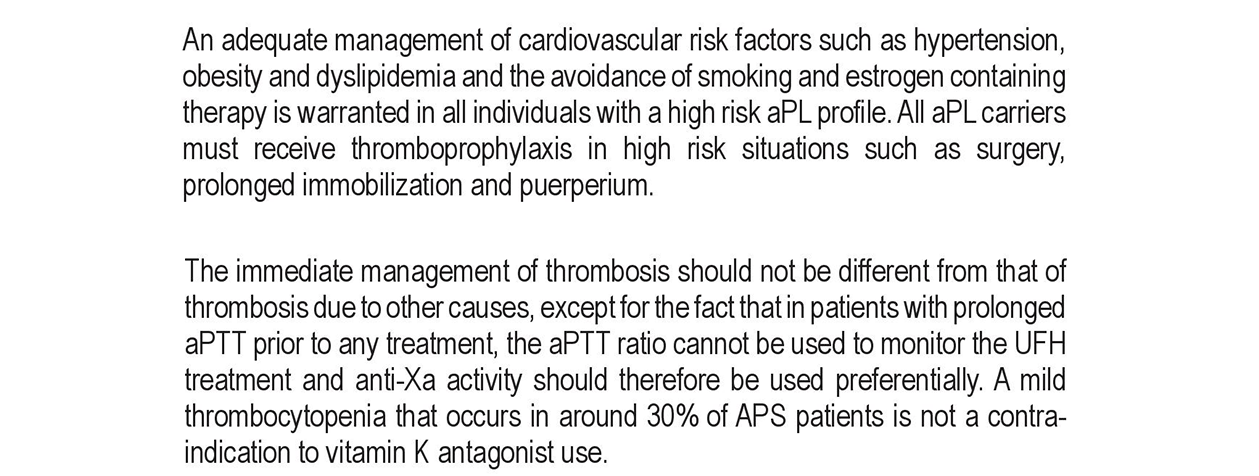 An adequate management of cardiovascular risk factors such as hypertension,
obesity and dyslipidemia and the avoidance of smoking and estrogen containing
therapy is warranted in all individuals with a high risk aPL profile. All aPL carriers
must receive thromboprophylaxis in high risk situations such as surgery,
prolonged immobilization and puerperium.
The immediate management of thrombosis should not be different from that of
thrombosis due to other causes, except for the fact that in patients with prolonged
aPTT prior to any treatment, the aPTT ratio cannot be used to monitor the UFH
treatment and anti-Xa activity should therefore be used preferentially. A mild
thrombocytopenia that occurs in around 30% of APS patients is not a contra-
indication to vitamin K antagonist use.